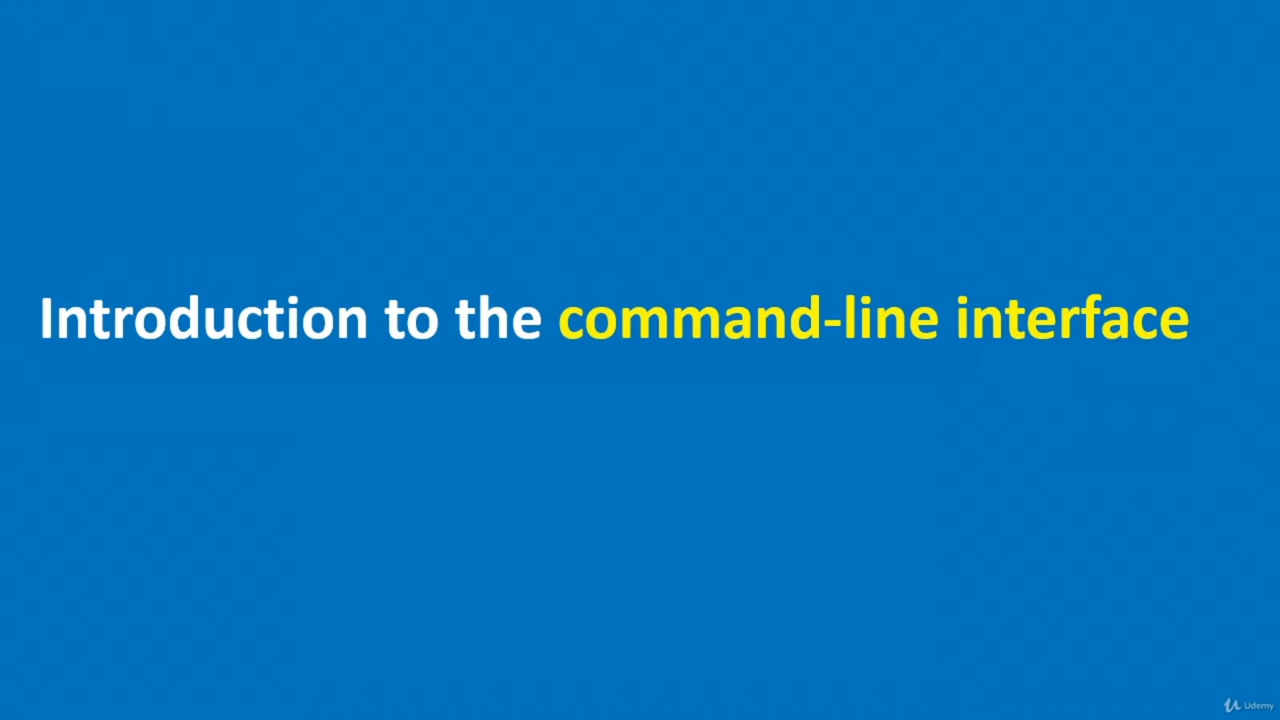 Introduction to the command-line interface
Udemy